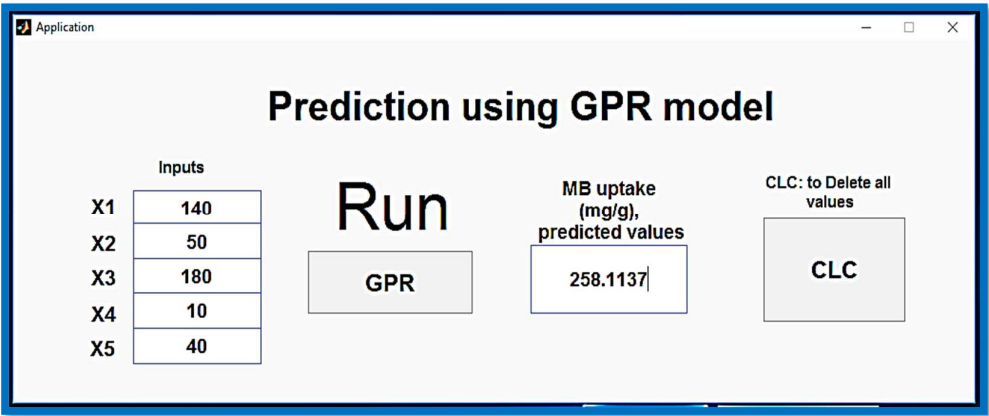 Application
Prediction using GPR model
Inputs
X1 140
X2 50
X3 180
X4 10
X5 40
Run
GPR
MB uptake
(mg/g),
predicted values
258.1137
CLC: to Delete all
values
CLC